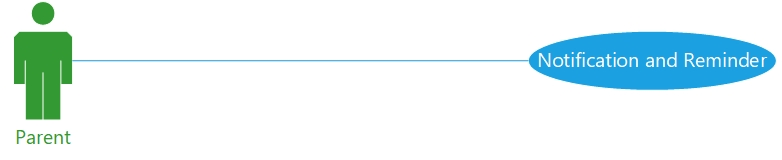 Notification and Reminder
Parent